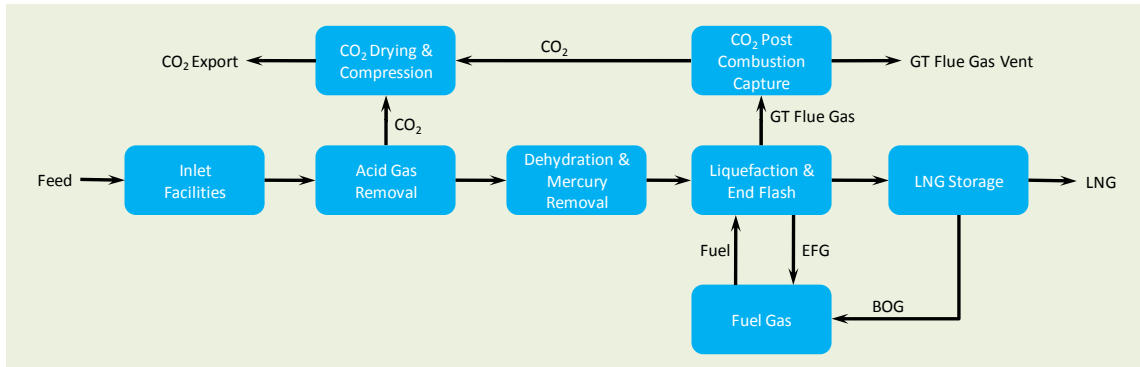 CO₂ Export
CO₂ Drying &
Compression
CO₂
CO₂ Post
Combustion
Capture
GT Flue Gas Vent
CO₂
GT Flue Gas
Feed
Inlet
Facilities
Acid Gas
Removal
Dehydration &
Mercury
Removal
Liquefaction &
End Flash
LNG Storage
LNG
Fuel
EFG
Fuel Gas
BOG